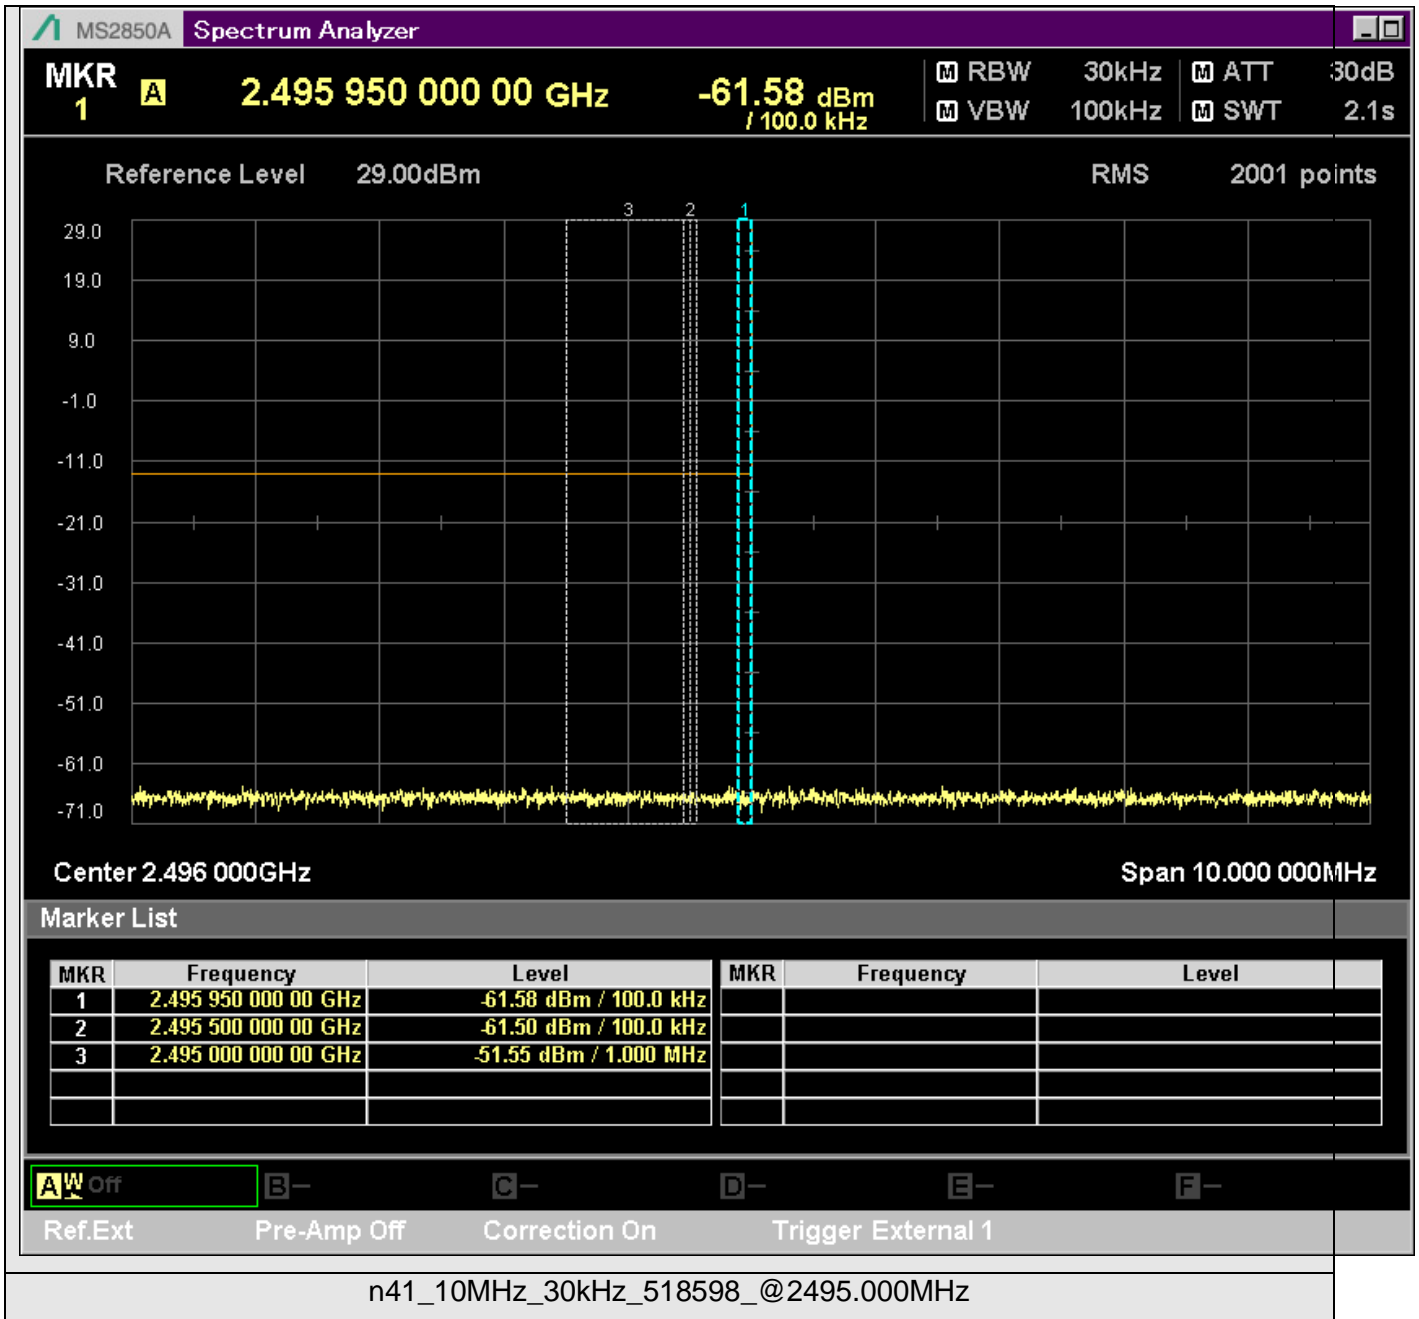 MS2850A Spectrum Analyzer
MKR 1 A 2.495 950 000 00 GHz -61.58 dBm / 100.0 kHz
M RBW 30kHz M ATT 30dB
M VBW 100kHz M SWT 2.1s
Reference Level 29.00dBm RMS 2001 points
3 2 1
29.0
19.0
9.0
-1.0
-11.0
-21.0
-31.0
-41.0
-51.0
-61.0
-71.0
Center 2.496 000GHz Span 10.000 000MHz
Marker List
MKR Frequency Level MKR Frequency Level
1 2.495 950 000 00 GHz -61.58 dBm / 100.0 kHz
2 2.495 500 000 00 GHz -61.50 dBm / 100.0 kHz
3 2.495 000 000 00 GHz -51.55 dBm / 1.000 MHz
A W Off B – C – D – E – F –
Ref.Ext Pre-Amp Off Correction On Trigger External 1
n41_10MHz_30kHz_518598_@2495.000MHz